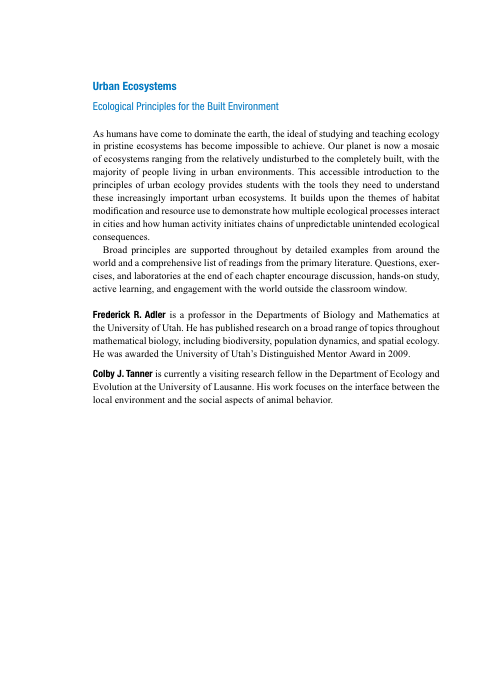 Urban Ecosystems
Ecological Principles for the Built Environment
As humans have come to dominate the earth, the ideal of studying and teaching ecology
in pristine ecosystems has become impossible to achieve. Our planet is now a mosaic
of ecosystems ranging from the relatively undisturbed to the completely built, with the
majority of people living in urban environments. This accessible introduction to the
principles of urban ecology provides students with the tools they need to understand
these increasingly important urban ecosystems. It builds upon the themes of habitat
modification and resource use to demonstrate how multiple ecological processes interact
in cities and how human activity initiates chains of unpredictable unintended ecological
consequences.
Broad principles are supported throughout by detailed examples from around the
world and a comprehensive list of readings from the primary literature. Questions, exer-
cises, and laboratories at the end of each chapter encourage discussion, hands-on study,
active learning, and engagement with the world outside the classroom window.
Frederick R. Adler is a professor in the Departments of Biology and Mathematics at
the University of Utah. He has published research on a broad range of topics throughout
mathematical biology, including biodiversity, population dynamics, and spatial ecology.
He was awarded the University of Utah's Distinguished Mentor Award in 2009.
Colby J. Tanner is currently a visiting research fellow in the Department of Ecology and
Evolution at the University of Lausanne. His work focuses on the interface between the
local environment and the social aspects of animal behavior.